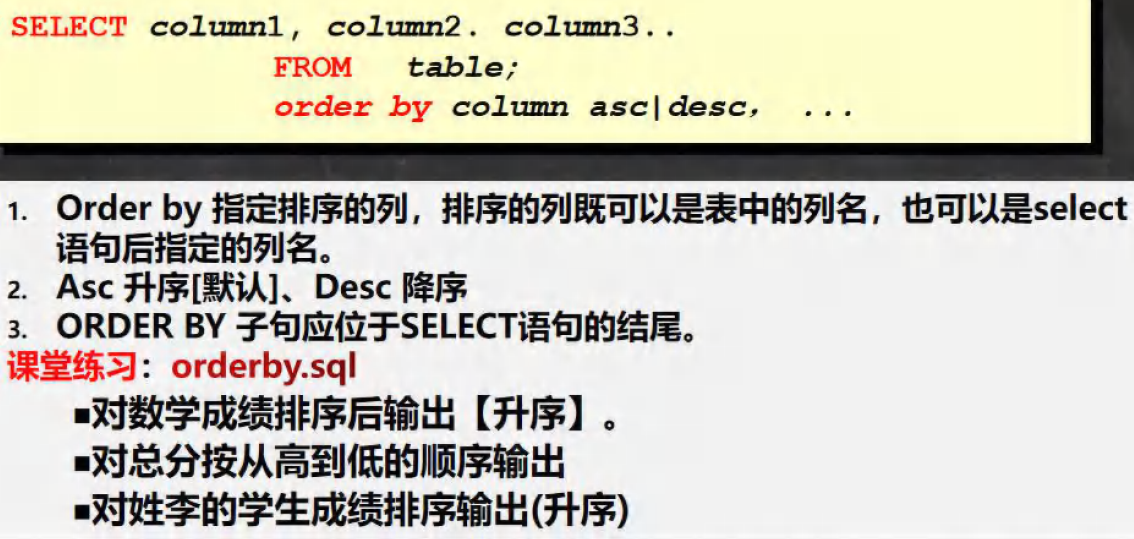 SELECT column1, column2. column3..
FROM table;
order by column asc|desc， ...
1. Order by 指定排序的列，排序的列既可以是表中的列名，也可以是select
语句后指定的列名。
2. Asc 升序[默认]、Desc 降序
3. ORDER BY 子句应位于SELECT语句的结尾。
课堂练习：orderby.sql
■对数学成绩排序后输出【升序】。
■对总分按从高到低的顺序输出
■对姓李的学生成绩排序输出(升序)